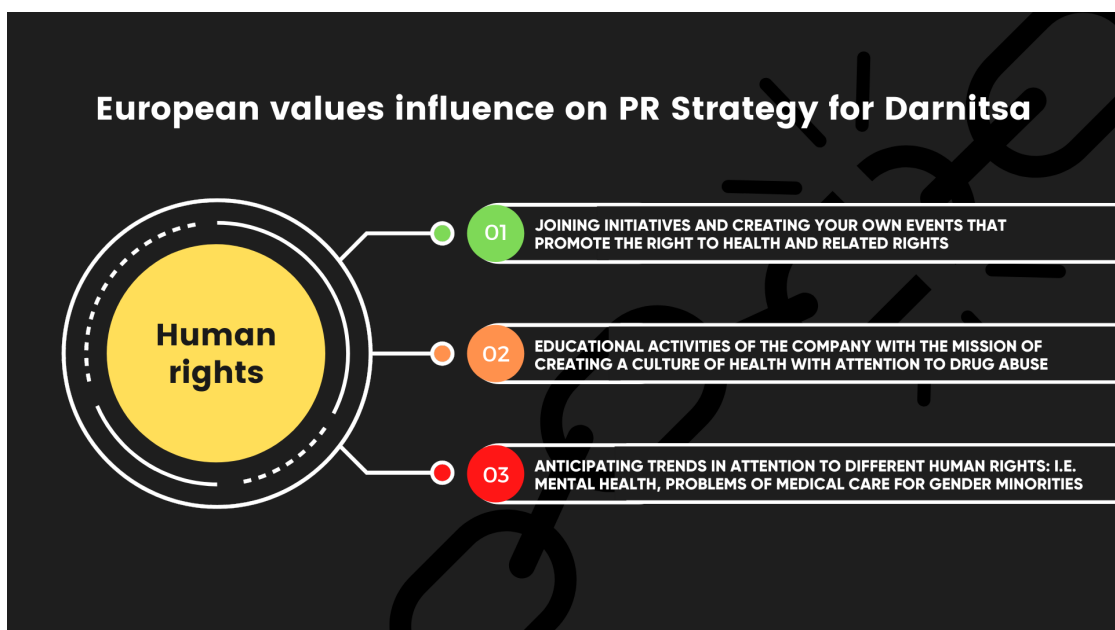 European values influence on PR Strategy for Darnitsa
Human
rights
01
JOINING INITIATIVES AND CREATING YOUR OWN EVENTS THAT
PROMOTE THE RIGHT TO HEALTH AND RELATED RIGHTS
02
EDUCATIONAL ACTIVITIES OF THE COMPANY WITH THE MISSION OF
CREATING A CULTURE OF HEALTH WITH ATTENTION TO DRUG ABUSE
03
ANTICIPATING TRENDS IN ATTENTION TO DIFFERENT HUMAN RIGHTS: I.E.
MENTAL HEALTH, PROBLEMS OF MEDICAL CARE FOR GENDER MINORITIES